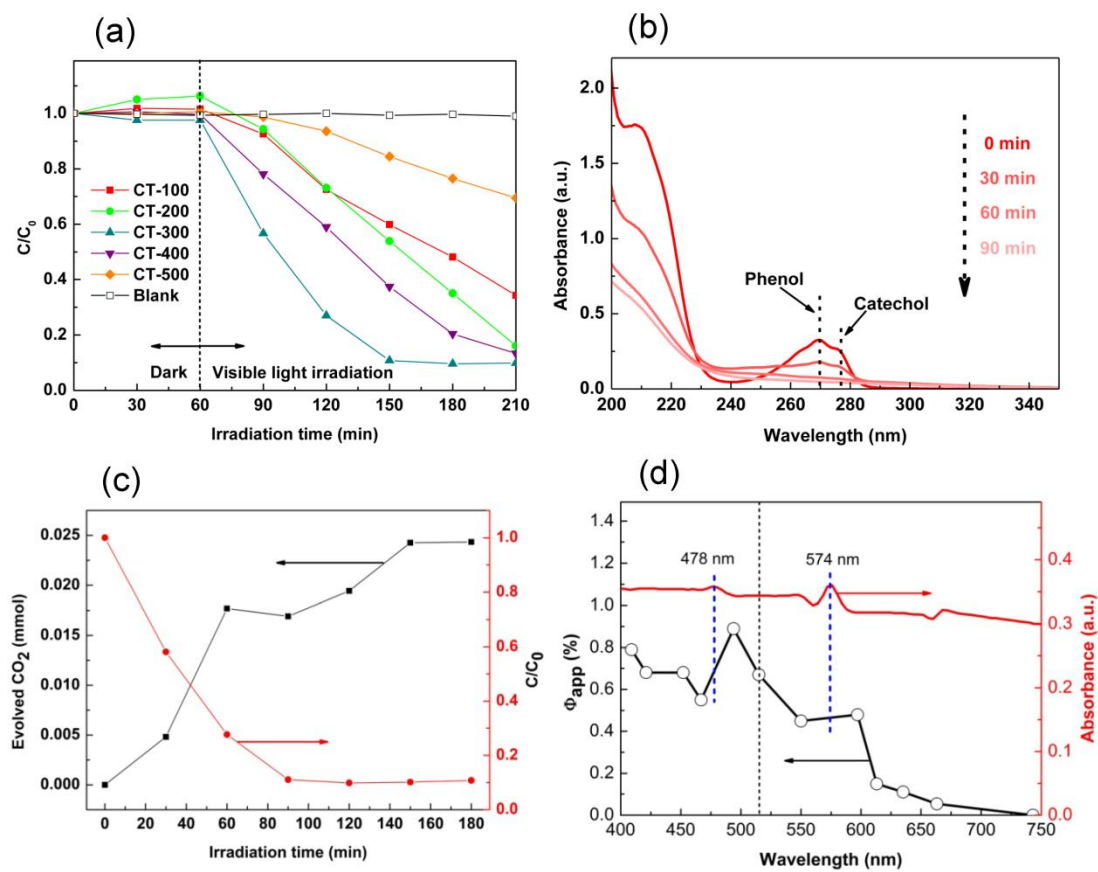 (a)
C/C0
1.0
0.8
0.6
0.4
0.2
0.0
CT-100
CT-200
CT-300
CT-400
CT-500
Blank
Dark
Visible light irradiation
0 30 60 90 120 150 180 210
Irradiation time (min)
(b)
Absorbance (a.u.)
2.0
1.5
1.0
0.5
0.0
0 min
30 min
60 min
90 min
Phenol
Catechol
200 220 240 260 280 300 320 340
Wavelength (nm)
(c)
Evolved CO2 (mmol)
0.025
0.020
0.015
0.010
0.005
0.000
1.0
0.8
0.6
0.4
0.2
0.0
C/C0
0 20 40 60 80 100 120 140 160 180
Irradiation time (min)
(d)
Φapp (%)
1.4
1.2
1.0
0.8
0.6
0.4
0.2
0.0
478 nm
574 nm
0.4
0.3
0.2
0.1
0.0
Absorbance (a.u.)
400 450 500 550 600 650 700 750
Wavelength (nm)